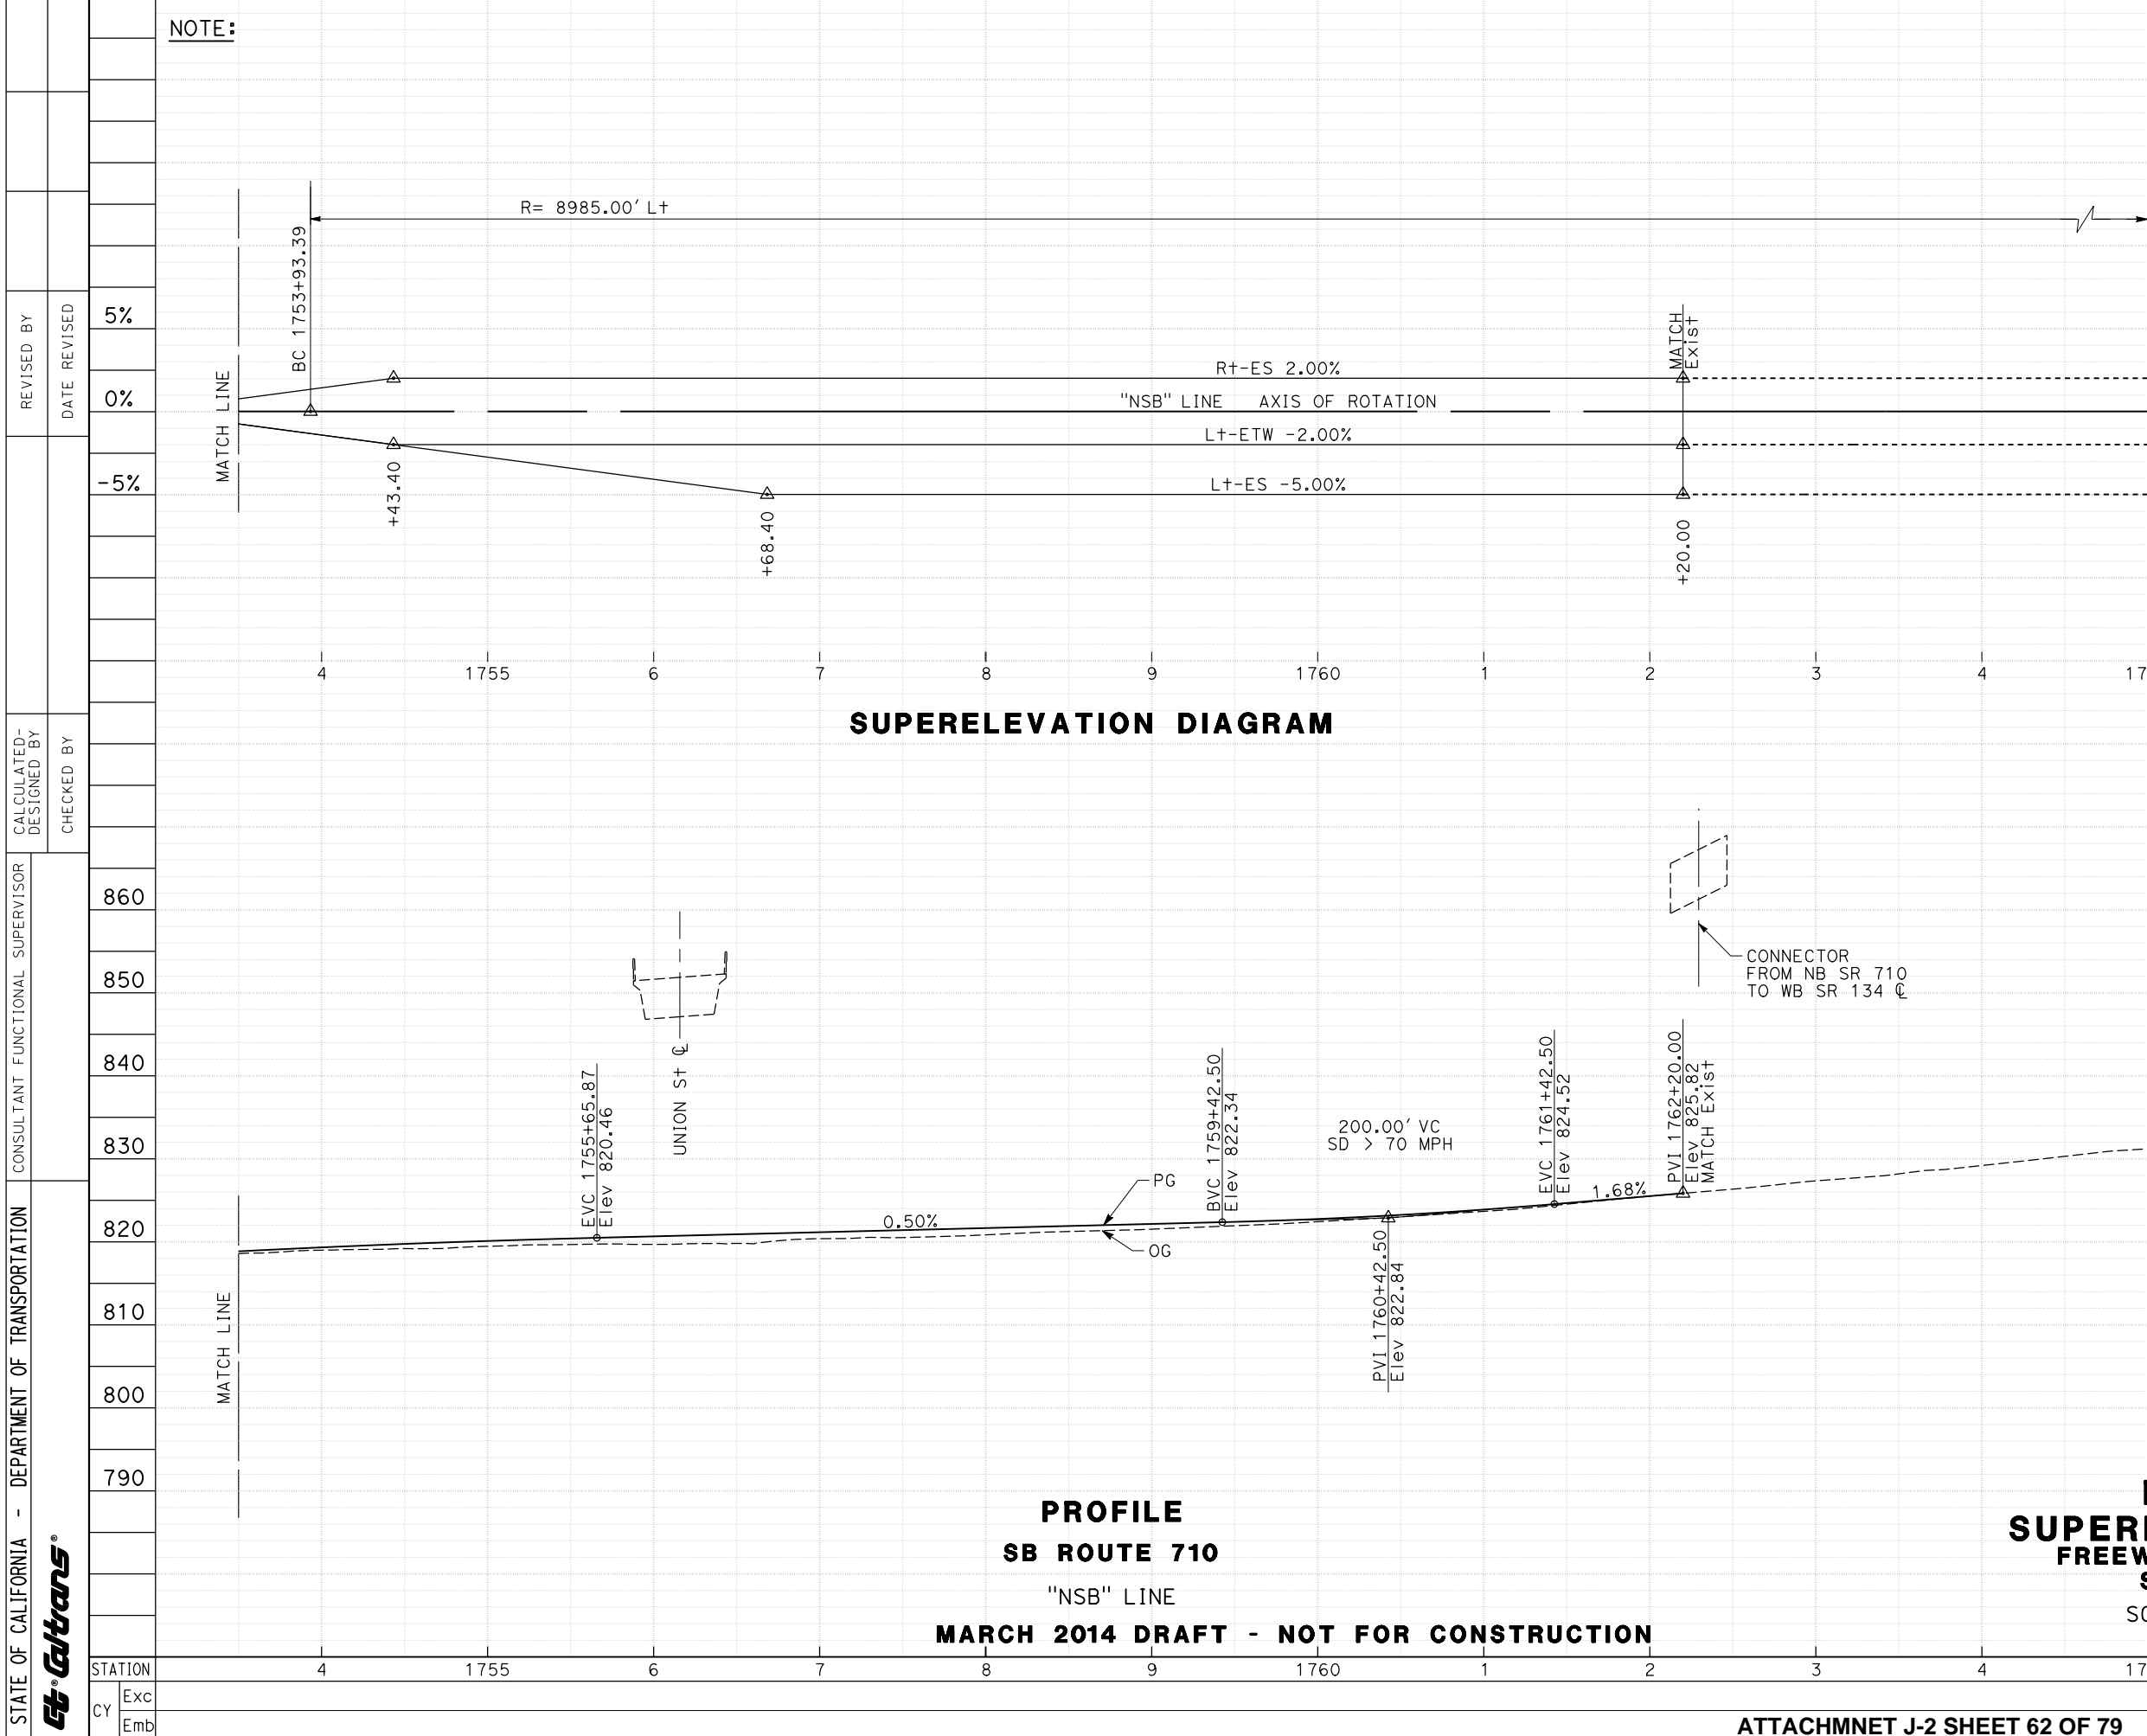 NOTE:
R= 8985.00' Lt
BC 1753+93.39
MATCH LINE
5%
0%
-5%
Rt-ES 2.00%
"NSB" LINE AXIS OF ROTATION
Lt-ETW -2.00%
Lt-ES -5.00%
MATCH
Exist
+43.40
+68.40
+20.00
4 1755 6 7 8 9 1760 1 2 3 4 17
SUPERELEVATION DIAGRAM
860
850
840
830
820
810
800
790
CONNECTOR
FROM NB SR 710
TO WB SR 134 ℄
UNION St ℄
EVC 1755+65.87
Elev 820.46
BVC 1759+42.50
Elev 822.34
200.00' VC
SD > 70 MPH
EVC 1761+42.50
Elev 824.52
PVI 1762+20.00
Elev 825.82
MATCH Exist
1.68%
PG
0.50%
OG
PVI 1760+42.50
Elev 822.84
MATCH LINE
PROFILE
SB ROUTE 710
"NSB" LINE
MARCH 2014 DRAFT - NOT FOR CONSTRUCTION
SUPER
FREEW
SC
STATION 4 1755 6 7 8 9 1760 1 2 3 4 17
CY
Exc
Emb
ATTACHMNET J-2 SHEET 62 OF 79
REVISED BY
DATE REVISED
CALCULATED-
DESIGNED BY
CHECKED BY
CONSULTANT FUNCTIONAL SUPERVISOR
STATE OF CALIFORNIA - DEPARTMENT OF TRANSPORTATION
ct® Caltrans®